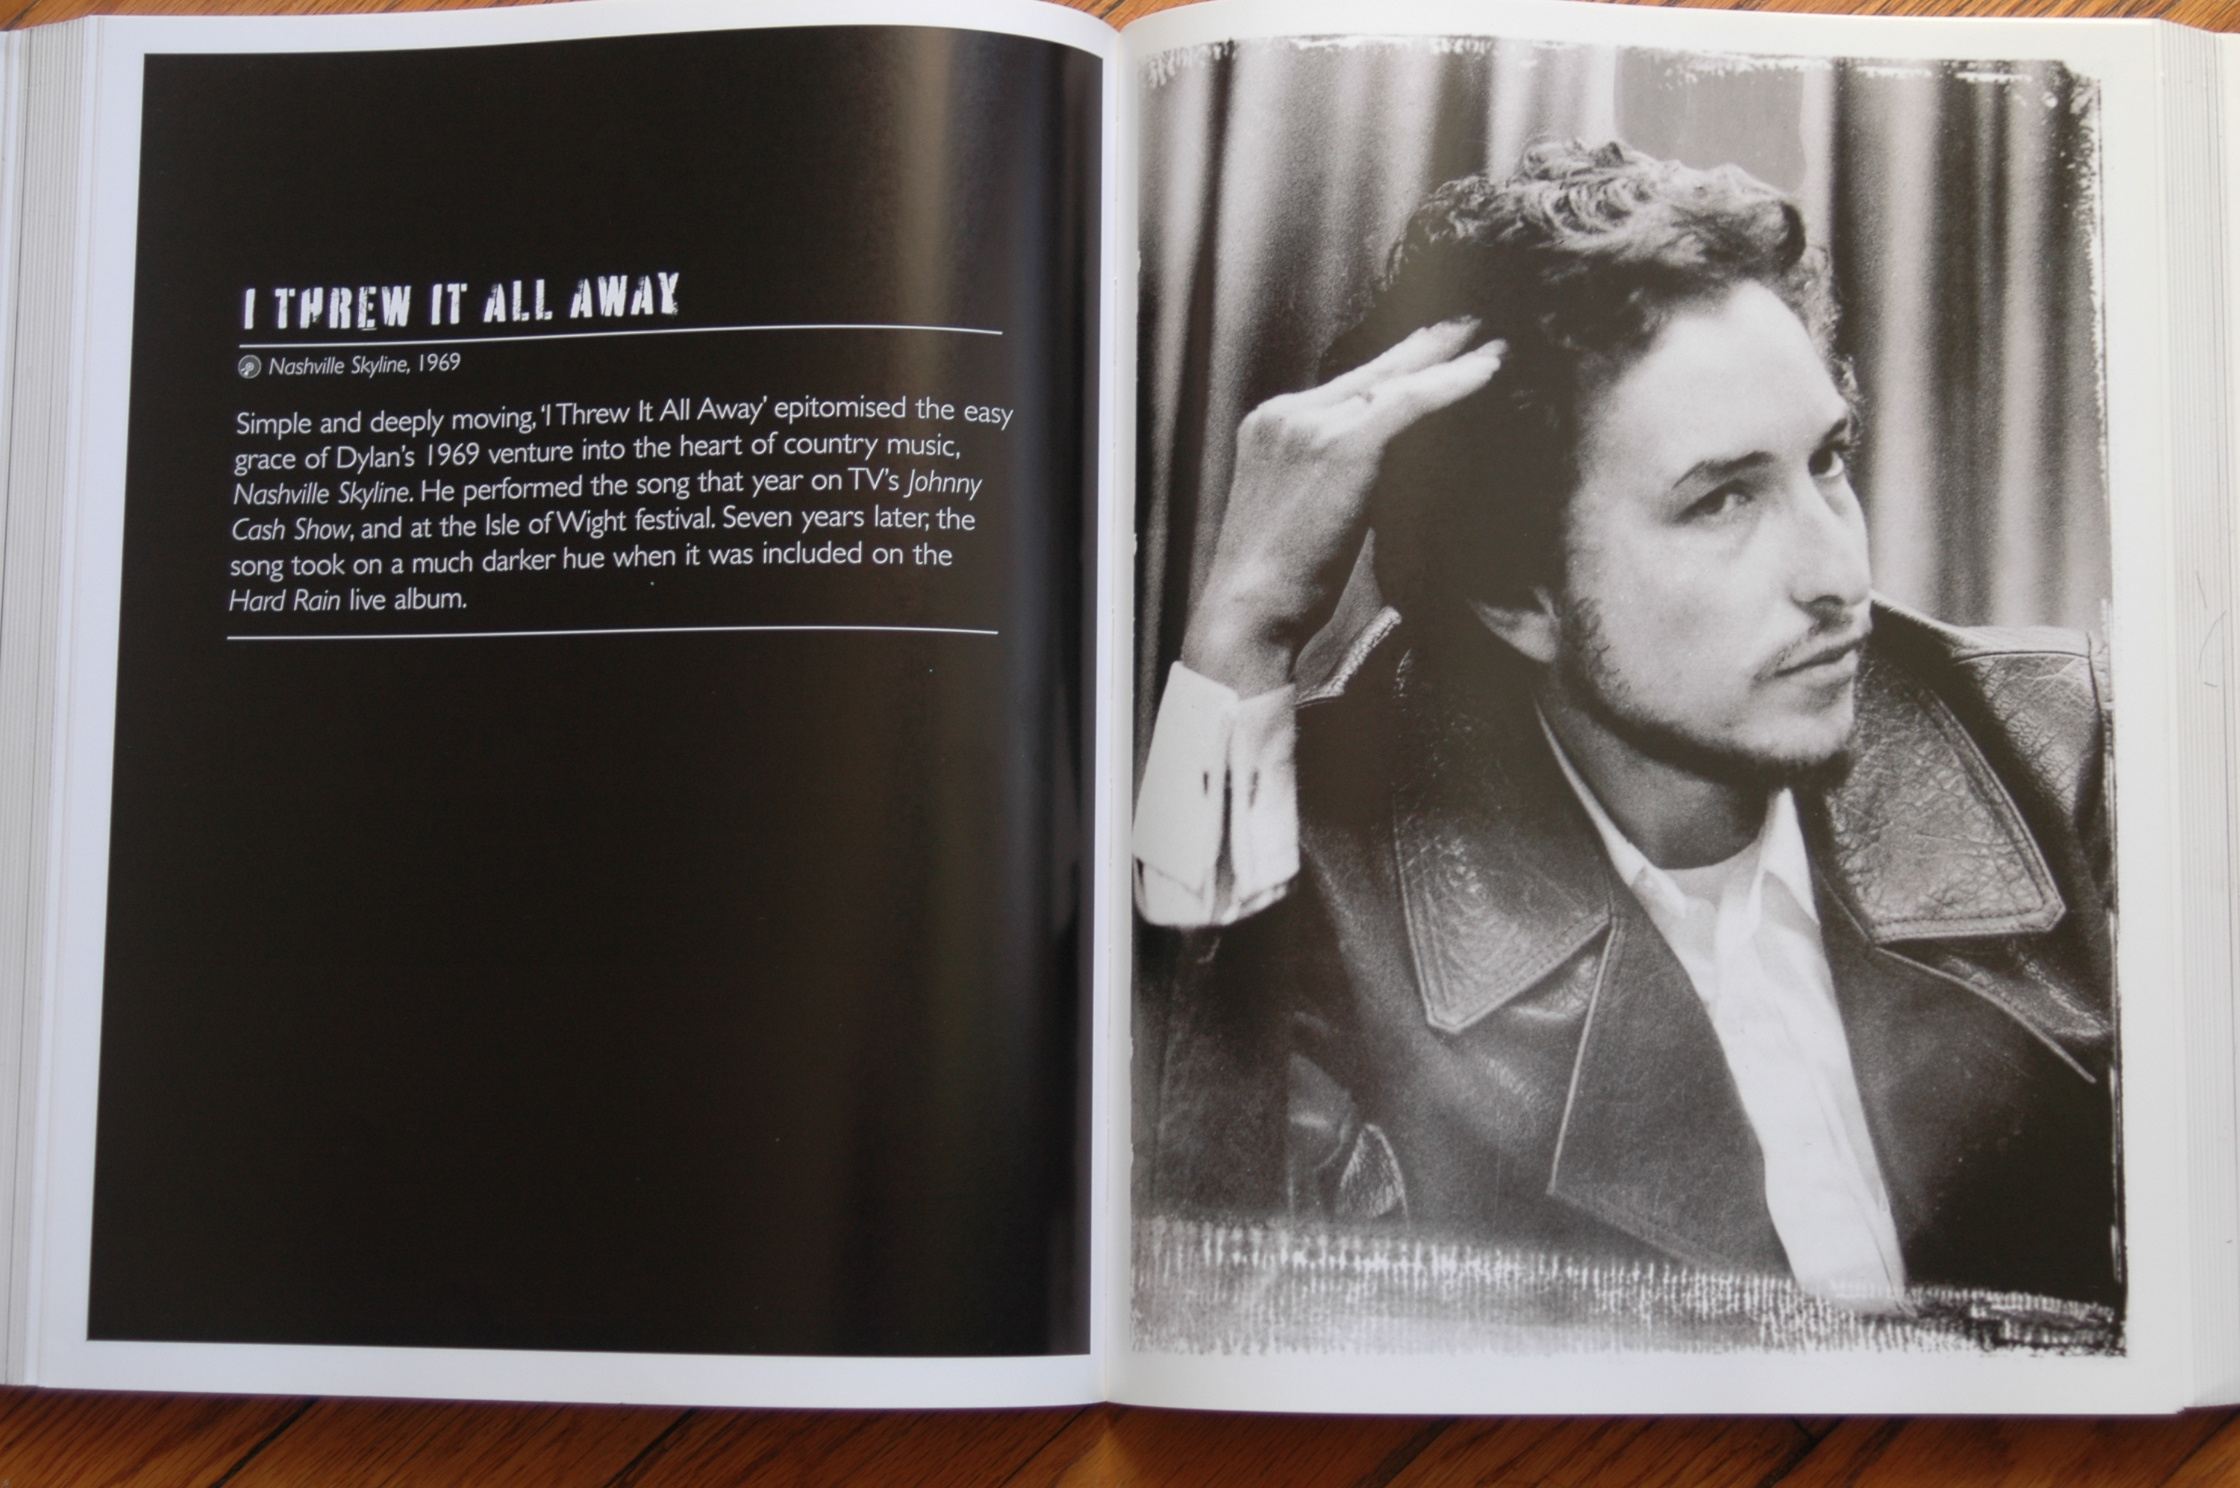 I THREW IT ALL AWAY
Nashville Skyline, 1969
Simple and deeply moving, ‘I Threw It All Away’ epitomised the easy
grace of Dylan’s 1969 venture into the heart of country music,
Nashville Skyline. He performed the song that year on TV’s Johnny
Cash Show, and at the Isle of Wight festival. Seven years later, the
song took on a much darker hue when it was included on the
Hard Rain live album.